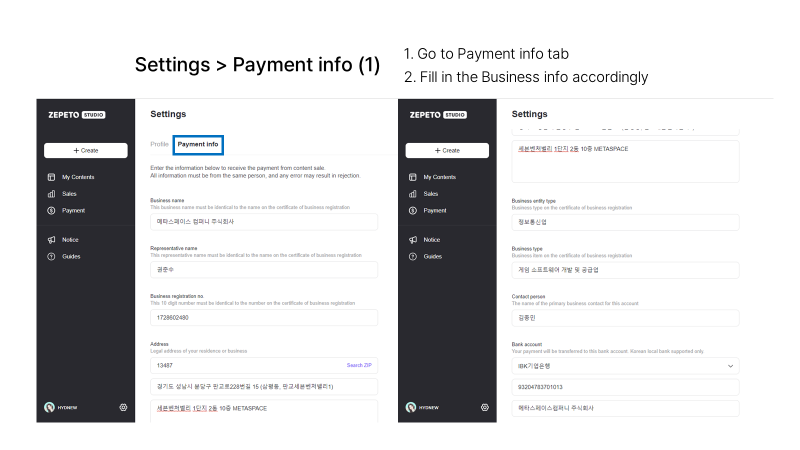 Settings > Payment info (1)
1. Go to Payment info tab
2. Fill in the Business info accordingly
ZEPETO STUDIO
+ Create
My Contents
Sales
Payment
Notice
Guides
HYDNEW
Settings
Profile
Payment info
Enter the information below to receive the payment from content sale.
All information must be from the same person, and any error may result in rejection.
Business name
This business name must be identical to the name on the certificate of business registration
메타스페이스 컴퍼니 주식회사
Representative name
This representative name must be identical to the name on the certificate of business registration
권준수
Business registration no.
This 10 digit number must be identical to the number on the certificate of business registration
1728602480
Address
Legal address of your residence or business
13487
Search ZIP
경기도 성남시 분당구 판교로228번길 15 (삼평동, 판교세븐벤처밸리1)
세븐벤처밸리 1단지 2동 10층 METASPACE
ZEPETO STUDIO
+ Create
My Contents
Sales
Payment
Notice
Guides
HYDNEW
Settings
세븐벤처밸리 1단지 2동 10층 METASPACE
Business entity type
Business type on the certificate of business registration
정보통신업
Business type
Business item on the certificate of business registration
게임 소프트웨어 개발 및 공급업
Contact person
The name of the primary business contact for this account
김종민
Bank account
Your payment will be transferred to this bank account. Korean local bank supported only.
IBK기업은행
93204783701013
메타스페이스컴퍼니 주식회사